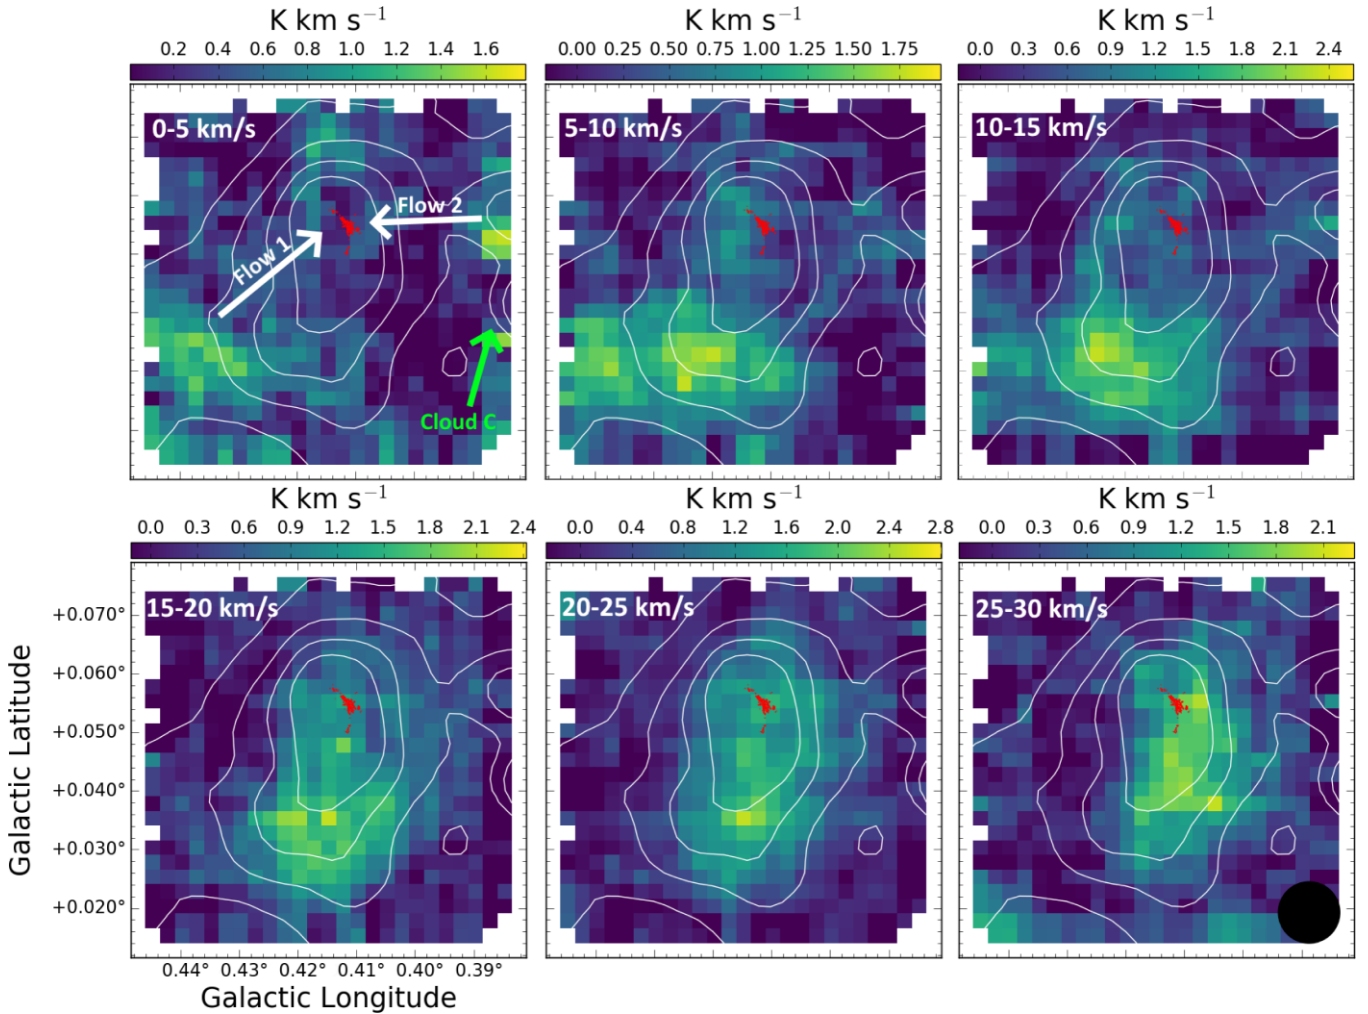 K km s⁻¹ K km s⁻¹ K km s⁻¹
0.2 0.4 0.6 0.8 1.0 1.2 1.4 1.6 0.00 0.25 0.50 0.75 1.00 1.25 1.50 1.75 0.0 0.3 0.6 0.9 1.2 1.5 1.8 2.1 2.4
0-5 km/s 5-10 km/s 10-15 km/s
Flow 2
Flow 1
Cloud C
K km s⁻¹ K km s⁻¹ K km s⁻¹
0.0 0.3 0.6 0.9 1.2 1.5 1.8 2.1 2.4 0.0 0.4 0.8 1.2 1.6 2.0 2.4 2.8 0.0 0.3 0.6 0.9 1.2 1.5 1.8 2.1
15-20 km/s 20-25 km/s 25-30 km/s
+0.070°
+0.060°
+0.050°
+0.040°
+0.030°
+0.020°
Galactic Latitude
0.44° 0.43° 0.42° 0.41° 0.40° 0.39°
Galactic Longitude